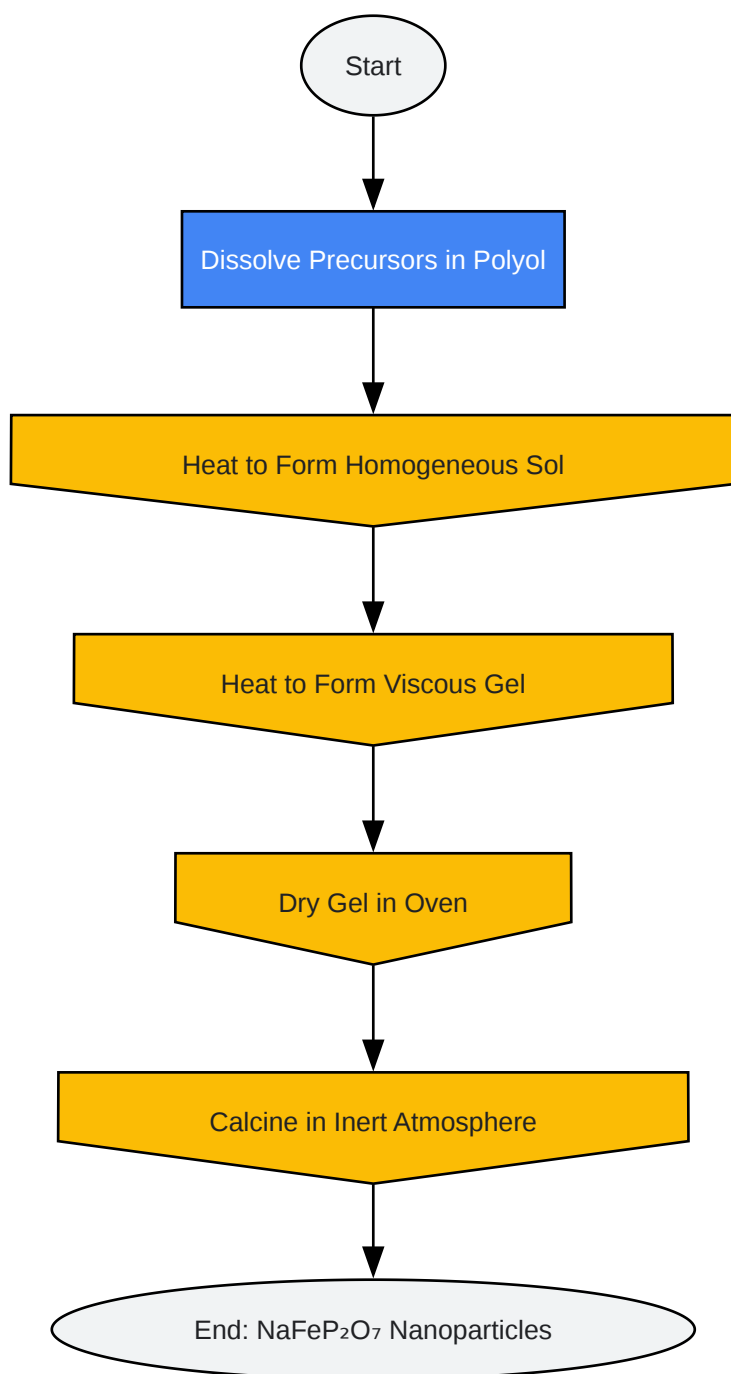 Start
Dissolve Precursors in Polyol
Heat to Form Homogeneous Sol
Heat to Form Viscous Gel
Dry Gel in Oven
Calcine in Inert Atmosphere
End: NaFeP₂O₇ Nanoparticles